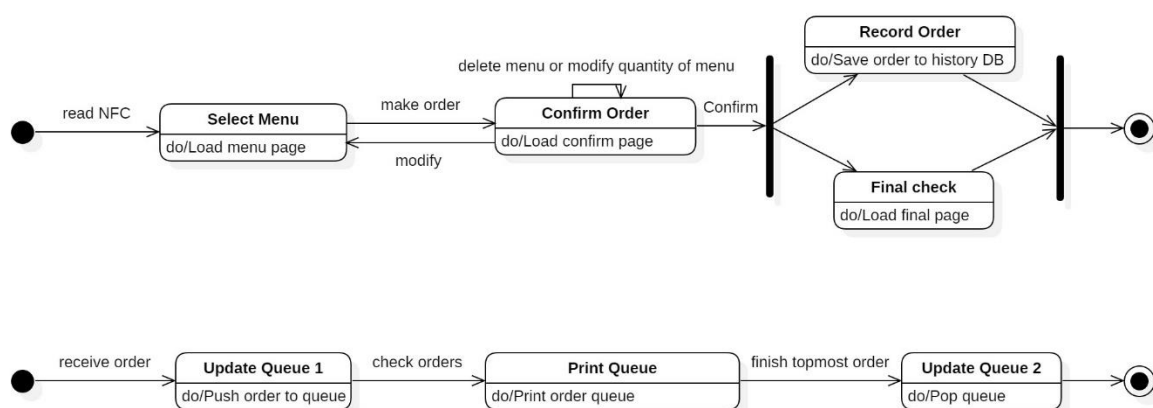 Record Order
do/Save order to history DB
delete menu or modify quantity of menu
read NFC
make order
Confirm
Select Menu
Confirm Order
do/Load menu page
do/Load confirm page
modify
Final check
do/Load final page
receive order
Update Queue 1
check orders
Print Queue
finish topmost order
Update Queue 2
do/Push order to queue
do/Print order queue
do/Pop queue